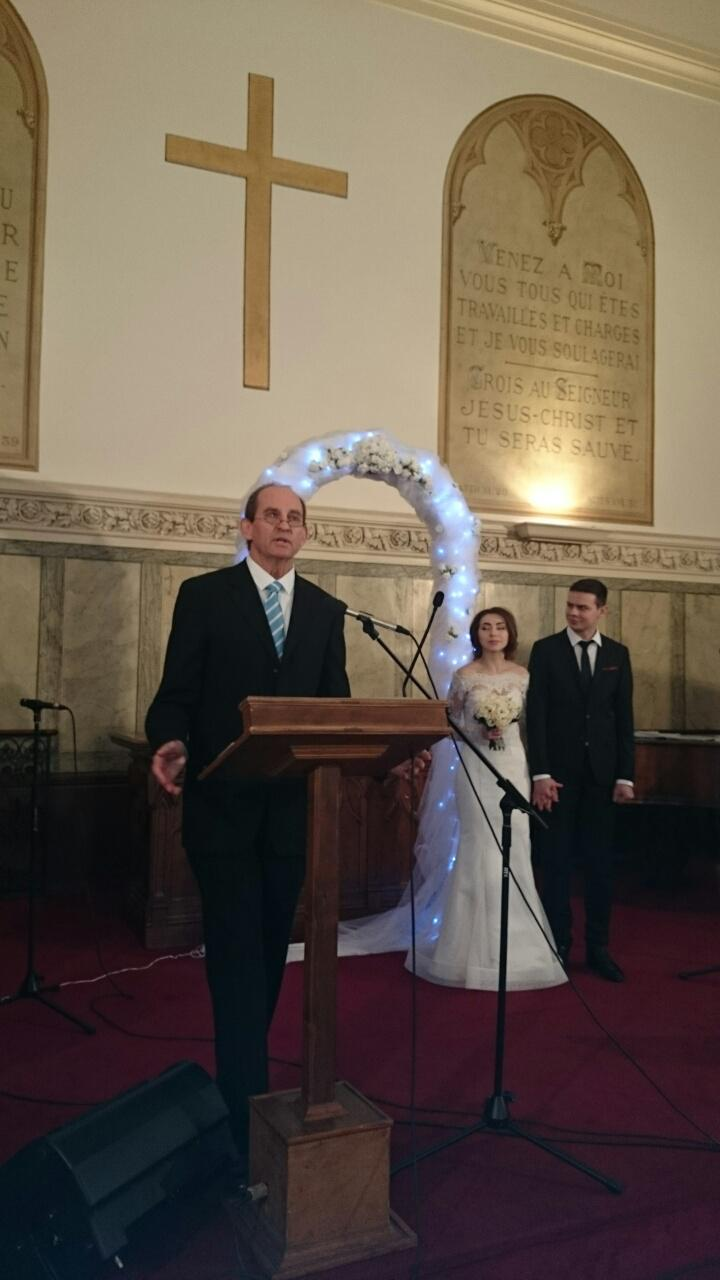 U
R
E
E
N
.
39
VENEZ A MOI
VOUS TOUS QUI ÊTES
TRAVAILLÉS ET CHARGÉS
ET JE VOUS SOULAGERAI
CROIS AU SEIGNEUR
JÉSUS-CHRIST ET
TU SERAS SAUVÉ.